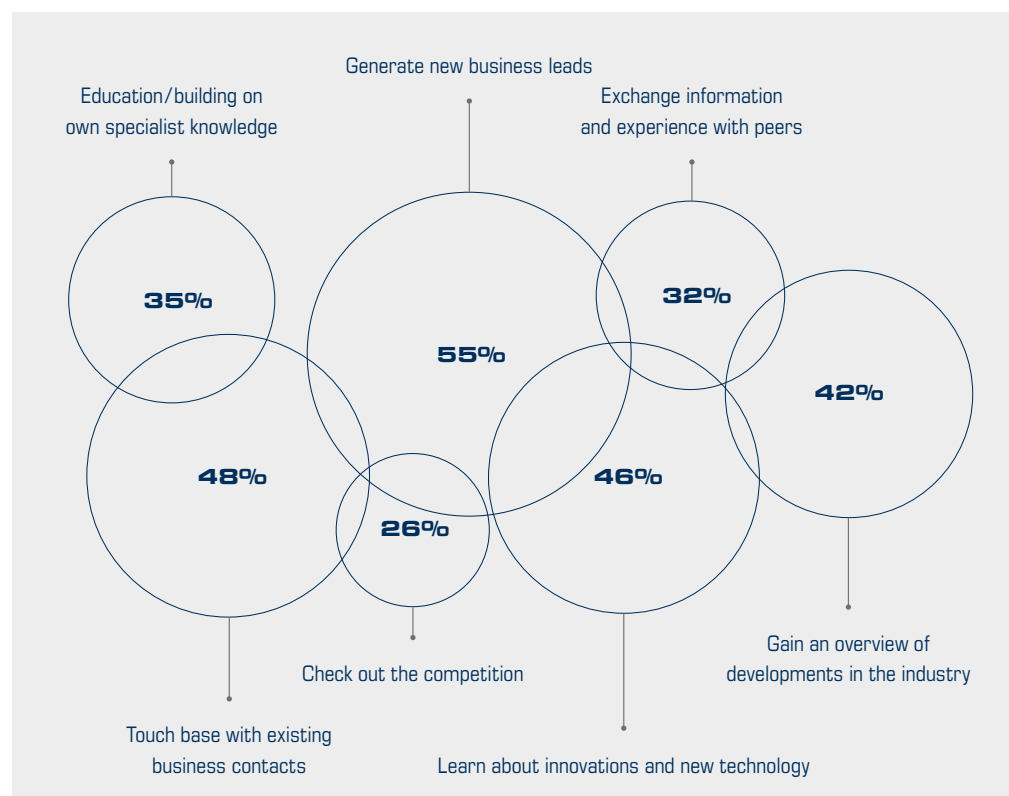 Generate new business leads
Education/building on
own specialist knowledge
Exchange information
and experience with peers
35%
55%
32%
42%
48%
26%
46%
Check out the competition
Gain an overview of
developments in the industry
Touch base with existing
business contacts
Learn about innovations and new technology